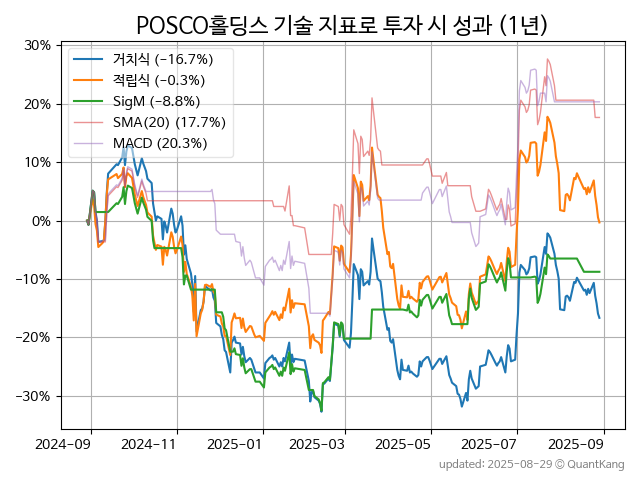 POSCO홀딩스 기술 지표로 투자 시 성과 (1년)
거치식 (−16.7%)
적립식 (−0.3%)
SigM (−8.8%)
SMA(20) (17.7%)
MACD (20.3%)
30%
20%
10%
0%
−10%
−20%
−30%
2024-09 2024-11 2025-01 2025-03 2025-05 2025-07 2025-09
updated: 2025-08-29 © QuantKang